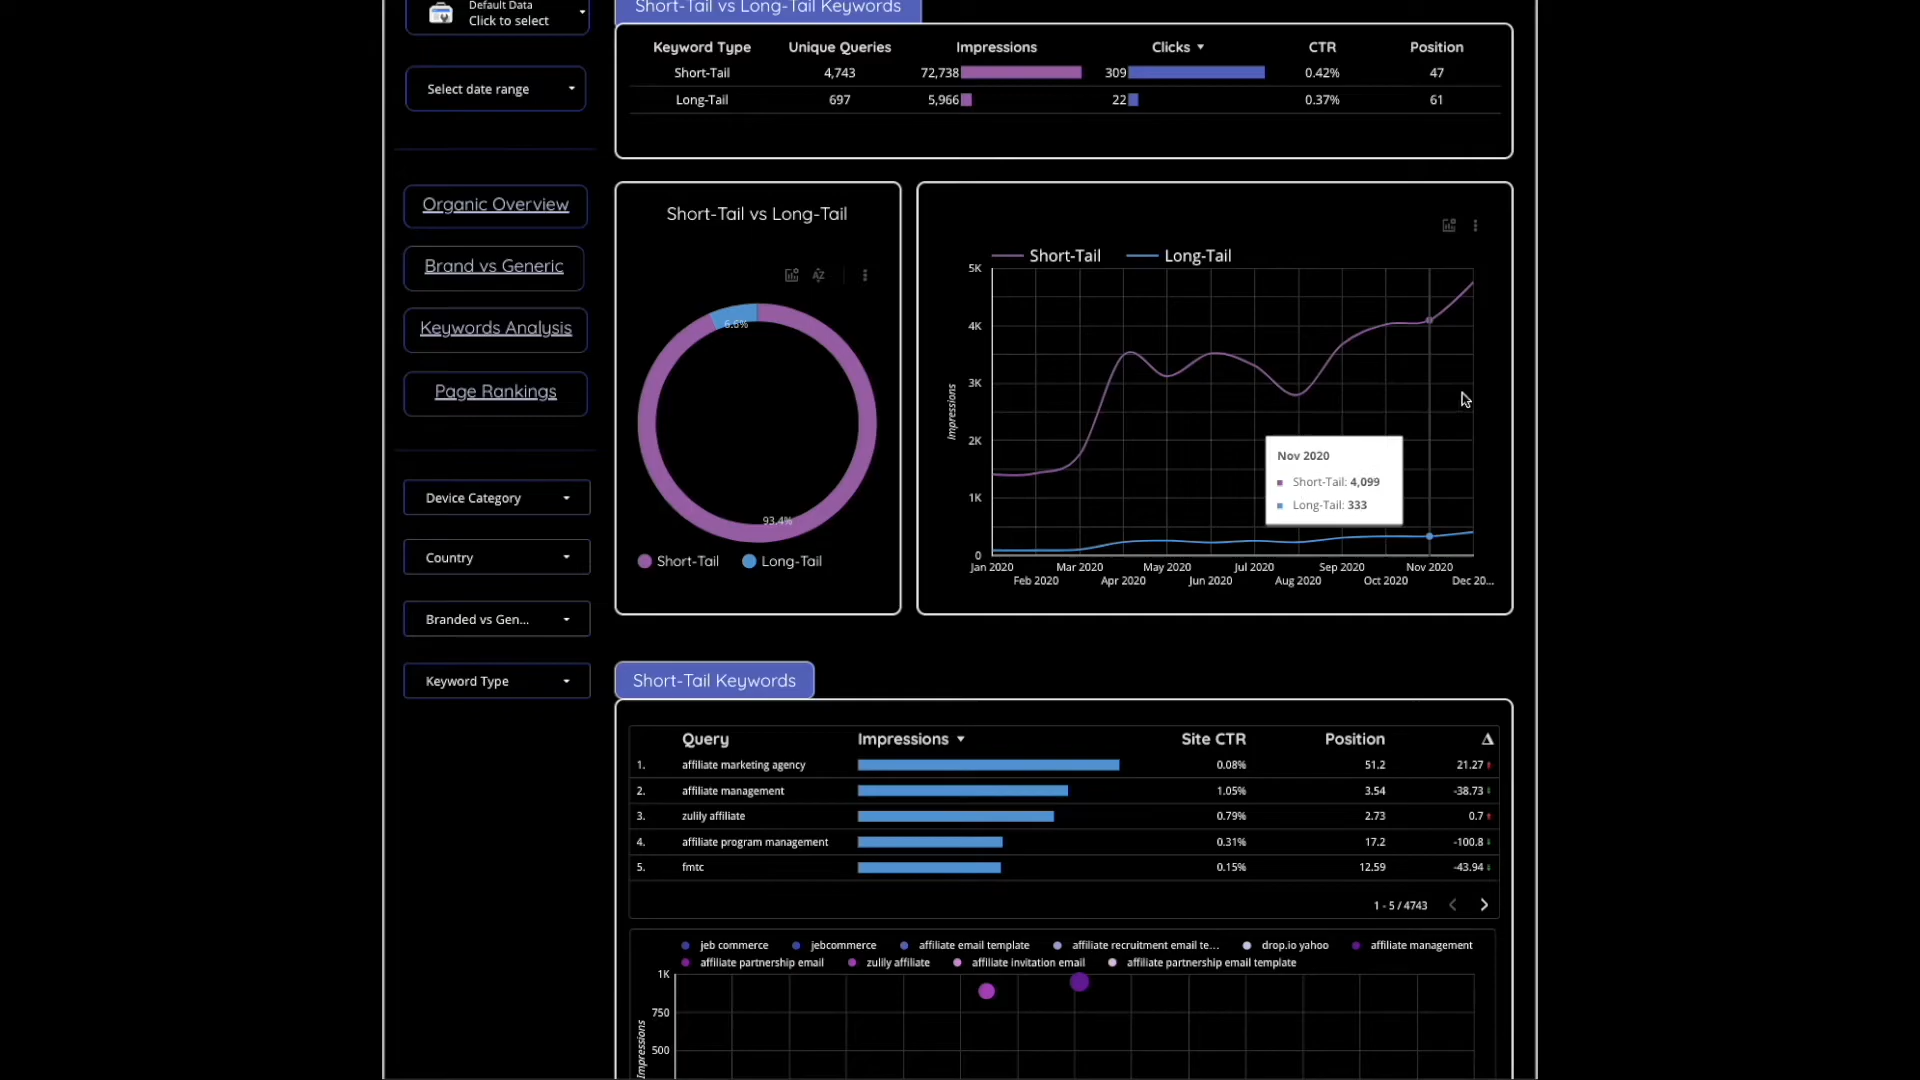 Default Data
Click to select
Select date range
Organic Overview
Brand vs Generic
Keywords Analysis
Page Rankings
Device Category
Country
Branded vs Gen...
Keyword Type
Short-Tail vs Long-Tail Keywords
Keyword Type Unique Queries Impressions Clicks CTR Position
Short-Tail 4,743 72,738 309 0.42% 47
Long-Tail 697 5,966 22 0.37% 61
Short-Tail vs Long-Tail
6.6%
93.4%
Short-Tail Long-Tail
Short-Tail Long-Tail
Impressions
5K
4K
3K
2K
1K
0
Nov 2020
Short-Tail: 4,099
Long-Tail: 333
Jan 2020 Mar 2020 May 2020 Jul 2020 Sep 2020 Nov 2020
Feb 2020 Apr 2020 Jun 2020 Aug 2020 Oct 2020 Dec 20...
Short-Tail Keywords
Query Impressions Site CTR Position Δ
1. affiliate marketing agency 0.08% 51.2 21.27
2. affiliate management 1.05% 3.54 -38.73
3. zulily affiliate 0.79% 2.73 0.7
4. affiliate program management 0.31% 17.2 -100.8
5. fmtc 0.15% 12.59 -43.94
1 - 5 / 4743
jeb commerce jebcommerce affiliate email template affiliate recruitment email te... drop.io yahoo affiliate management
affiliate partnership email zulily affiliate affiliate invitation email affiliate partnership email template
Impressions
1K
750
500